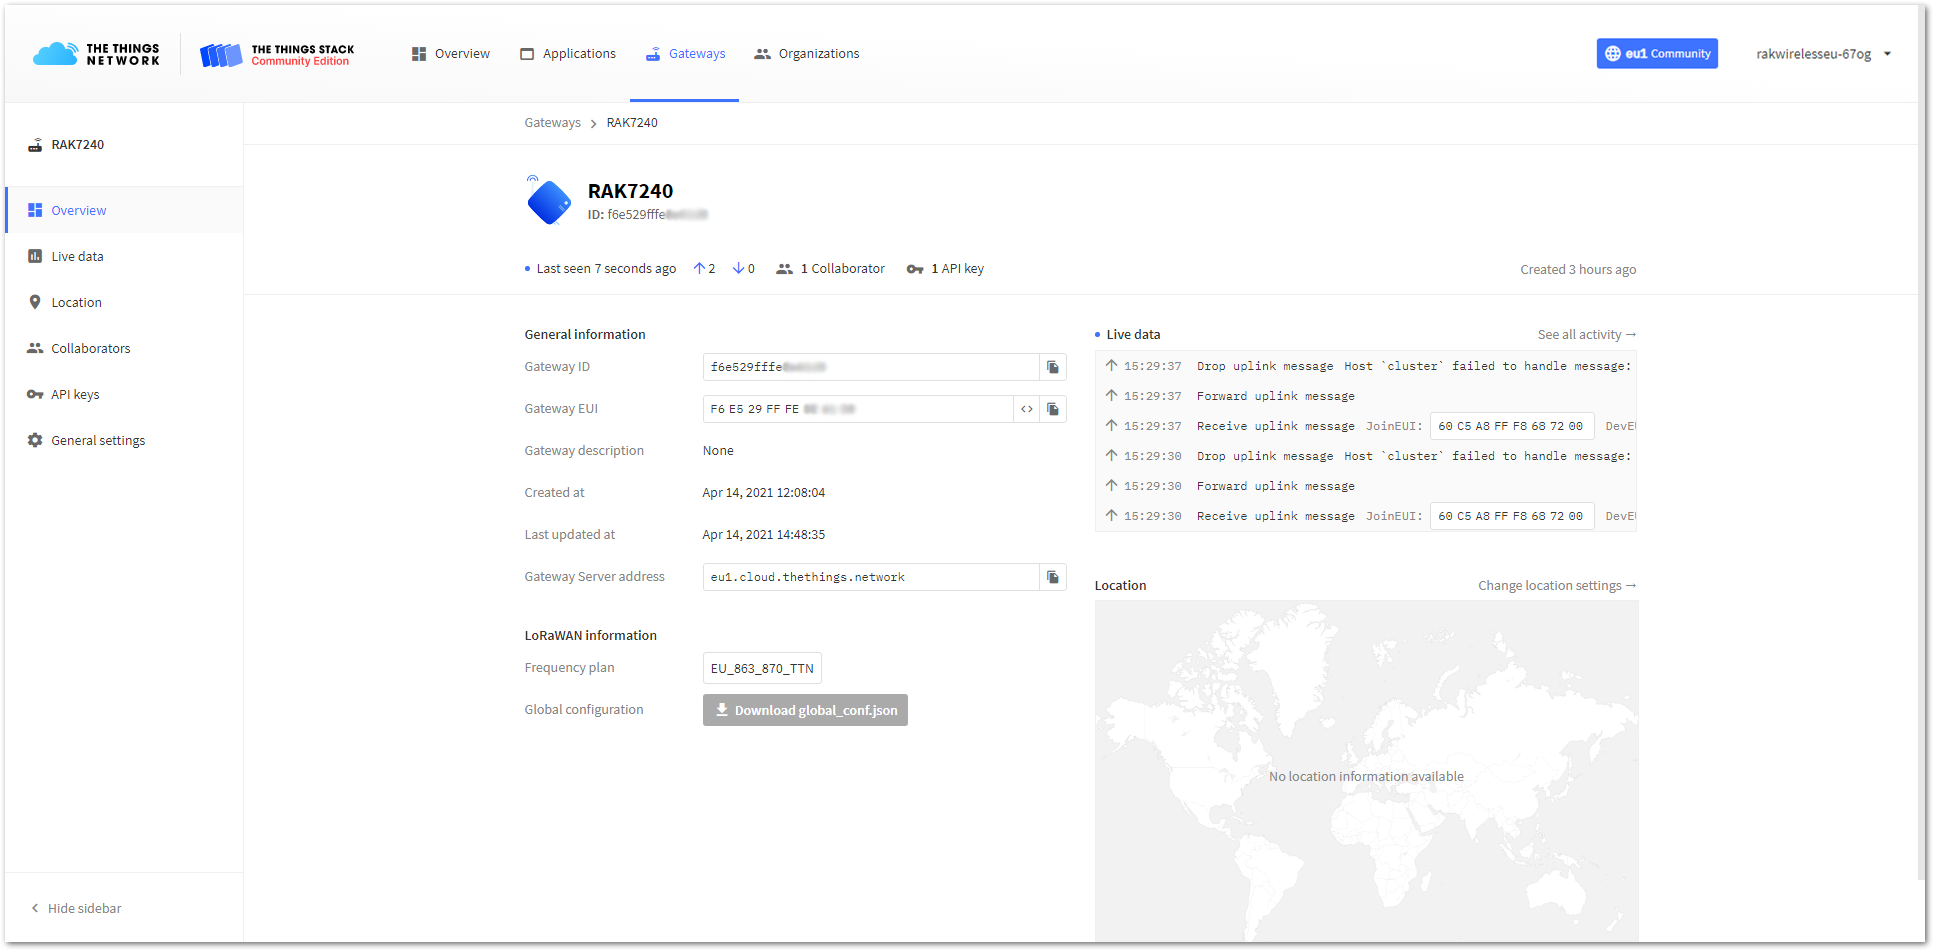 THE THINGS NETWORK
THE THINGS STACK
Community Edition
Overview
Applications
Gateways
Organizations
eu1 Community
rakwirelesseu-67og
RAK7240
Overview
Live data
Location
Collaborators
API keys
General settings
Hide sidebar
Gateways > RAK7240
RAK7240
ID: f6e529fffe
Last seen 7 seconds ago ↑2 ↓0 1 Collaborator 1 API key
Created 3 hours ago
General information
Gateway ID f6e529fffe
Gateway EUI F6 E5 29 FF FE <>
Gateway description None
Created at Apr 14, 2021 12:08:04
Last updated at Apr 14, 2021 14:48:35
Gateway Server address eu1.cloud.thethings.network
LoRaWAN information
Frequency plan EU_863_870_TTN
Global configuration Download global_conf.json
Live data See all activity →
↑ 15:29:37 Drop uplink message Host `cluster` failed to handle message:
↑ 15:29:37 Forward uplink message
↑ 15:29:37 Receive uplink message JoinEUI: 60 C5 A8 FF F8 68 72 00 DevEU
↑ 15:29:30 Drop uplink message Host `cluster` failed to handle message:
↑ 15:29:30 Forward uplink message
↑ 15:29:30 Receive uplink message JoinEUI: 60 C5 A8 FF F8 68 72 00 DevEU
Location Change location settings →
No location information available